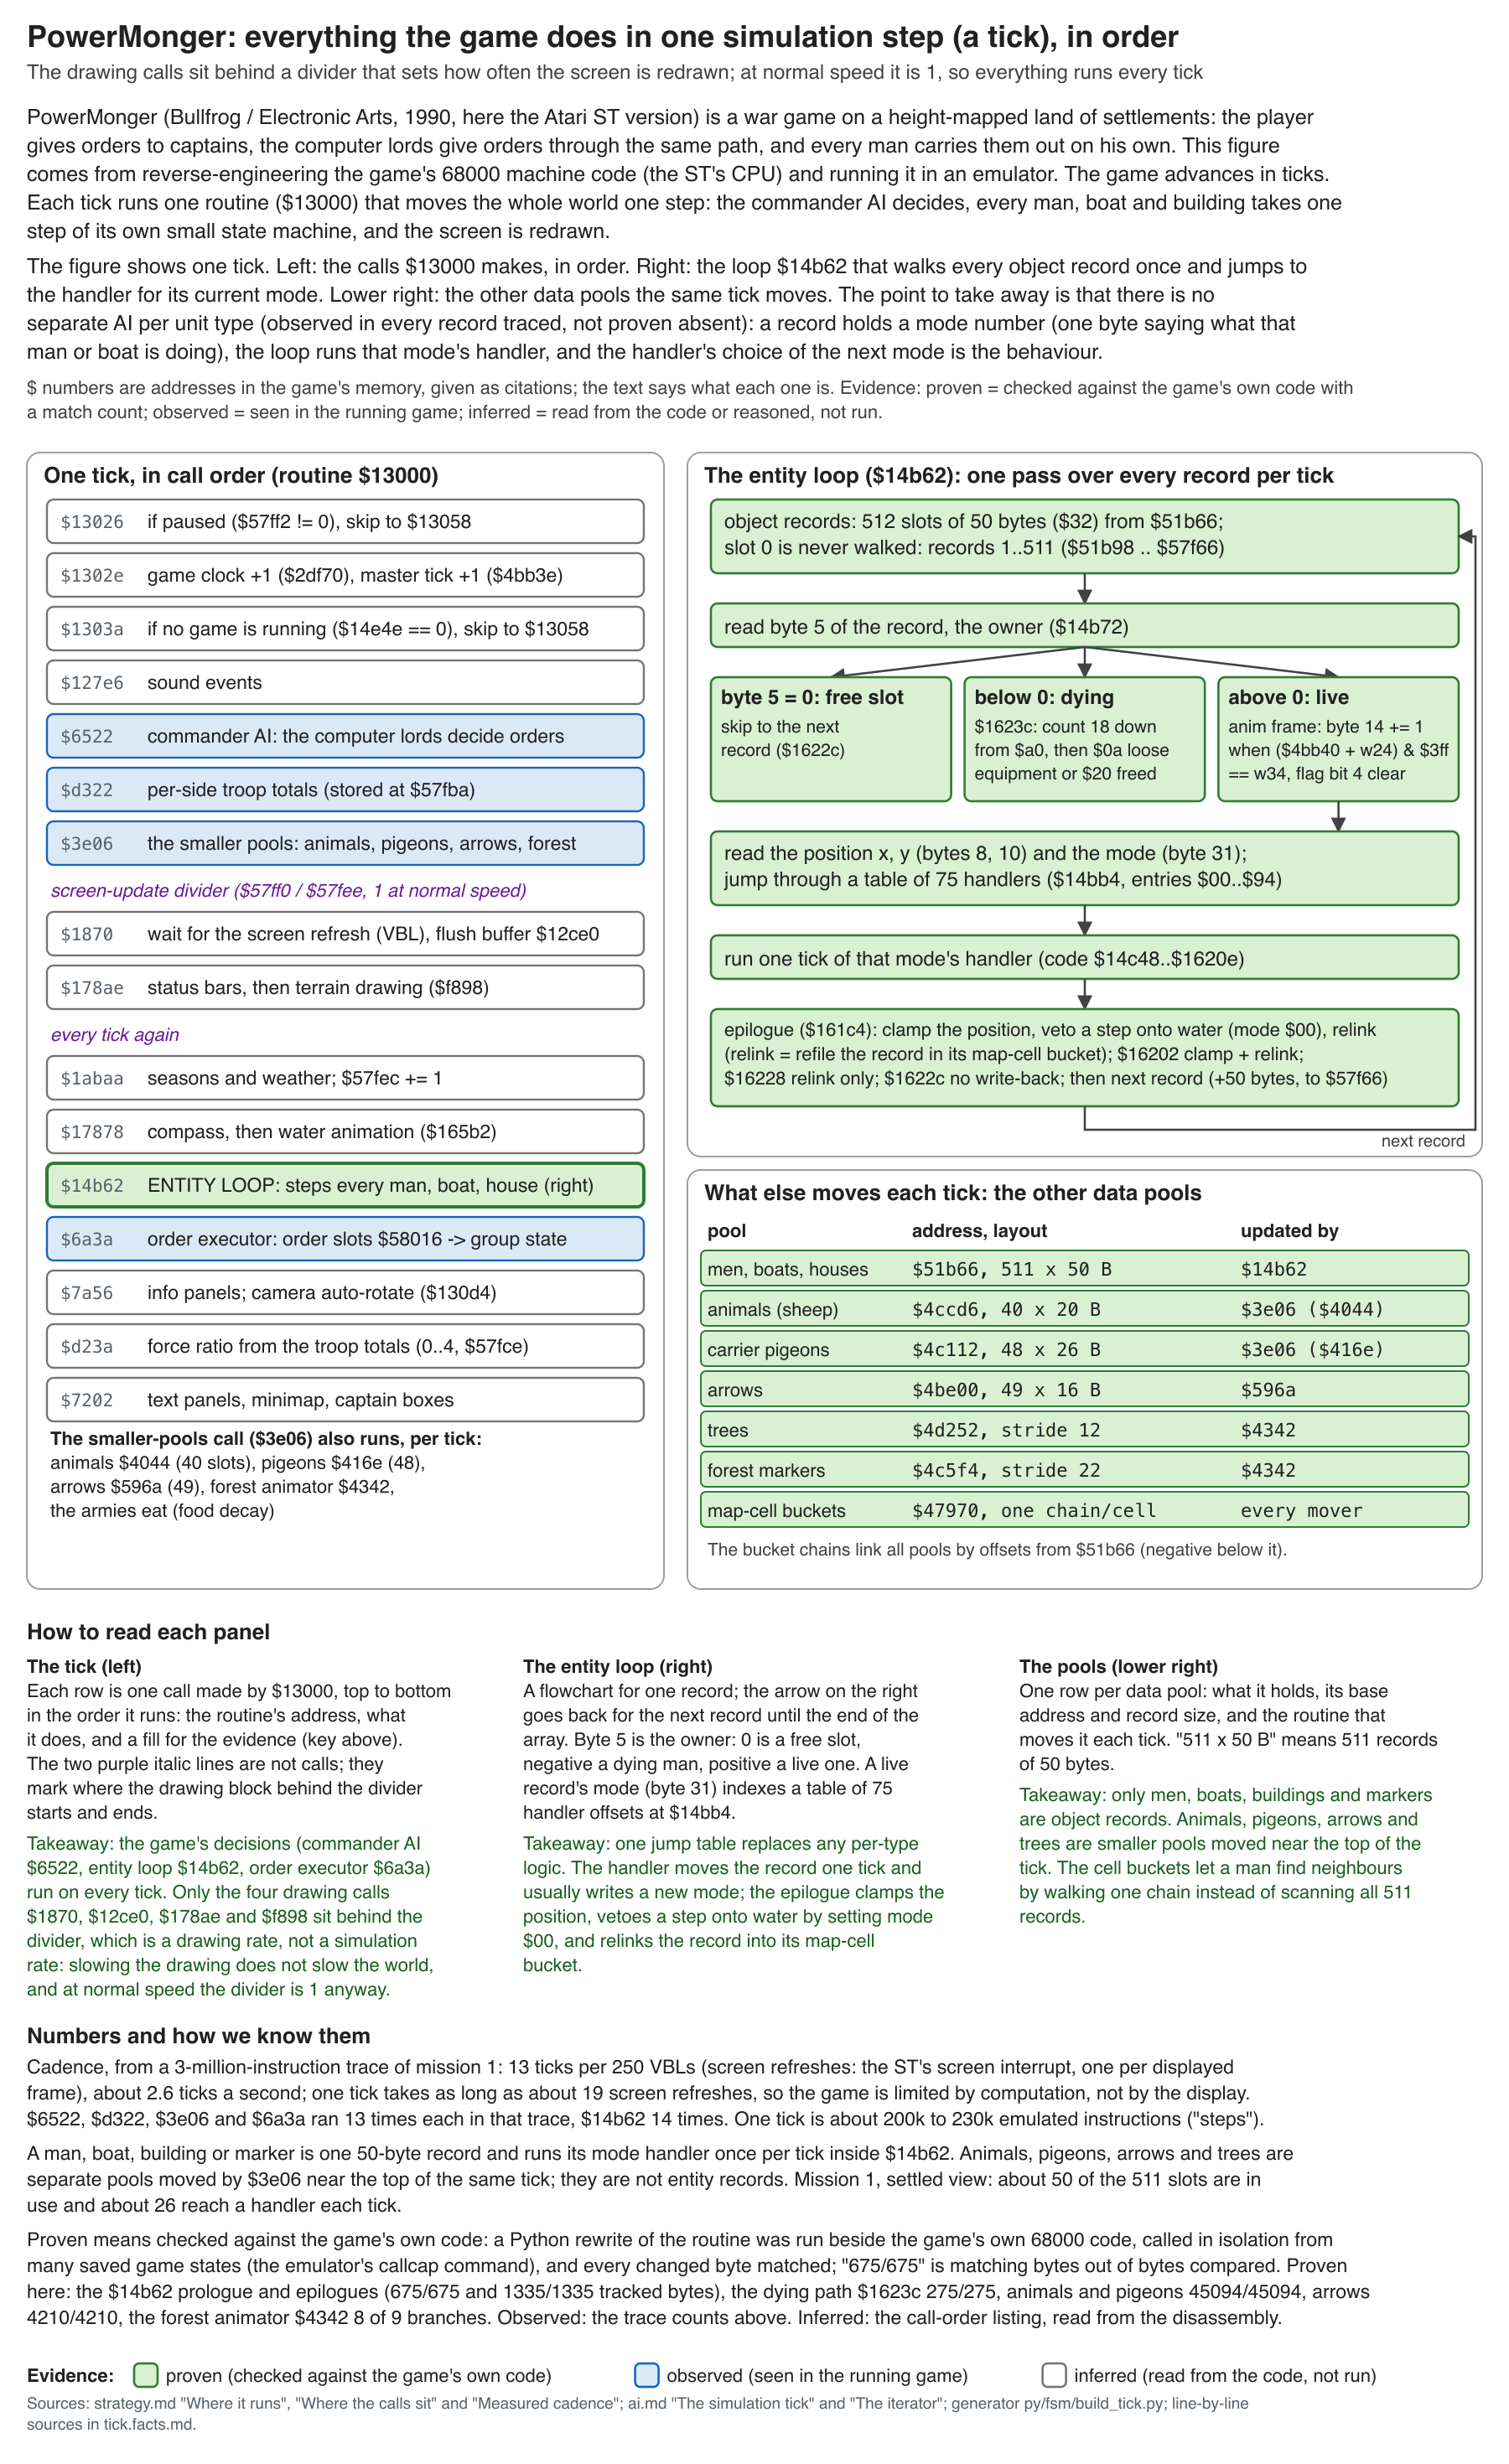 PowerMonger: everything the game does in one simulation step (a tick), in order
The drawing calls sit behind a divider that sets how often the screen is redrawn; at normal speed it is 1, so everything runs every tick
PowerMonger (Bullfrog / Electronic Arts, 1990, here the Atari ST version) is a war game on a height-mapped land of settlements: the player
gives orders to captains, the computer lords give orders through the same path, and every man carries them out on his own. This figure
comes from reverse-engineering the game's 68000 machine code (the ST's CPU) and running it in an emulator. The game advances in ticks.
Each tick runs one routine ($13000) that moves the whole world one step: the commander AI decides, every man, boat and building takes one
step of its own small state machine, and the screen is redrawn.
The figure shows one tick. Left: the calls $13000 makes, in order. Right: the loop $14b62 that walks every object record once and jumps to
the handler for its current mode. Lower right: the other data pools the same tick moves. The point to take away is that there is no
separate AI per unit type (observed in every record traced, not proven absent): a record holds a mode number (one byte saying what that
man or boat is doing), the loop runs that mode's handler, and the handler's choice of the next mode is the behaviour.
$ numbers are addresses in the game's memory, given as citations; the text says what each one is. Evidence: proven = checked against the game's own code with
a match count; observed = seen in the running game; inferred = read from the code or reasoned, not run.
One tick, in call order (routine $13000)
$13026 if paused ($57ff2 != 0), skip to $13058
$1302e game clock +1 ($2df70), master tick +1 ($4bb3e)
$1303a if no game is running ($14e4e == 0), skip to $13058
$127e6 sound events
$6522 commander AI: the computer lords decide orders
$d322 per-side troop totals (stored at $57fba)
$3e06 the smaller pools: animals, pigeons, arrows, forest
screen-update divider ($57ff0 / $57fee, 1 at normal speed)
$1870 wait for the screen refresh (VBL), flush buffer $12ce0
$178ae status bars, then terrain drawing ($f898)
every tick again
$1abaa seasons and weather; $57fec += 1
$17878 compass, then water animation ($165b2)
$14b62 ENTITY LOOP: steps every man, boat, house (right)
$6a3a order executor: order slots $58016 -> group state
$7a56 info panels; camera auto-rotate ($130d4)
$d23a force ratio from the troop totals (0..4, $57fce)
$7202 text panels, minimap, captain boxes
The smaller-pools call ($3e06) also runs, per tick:
animals $4044 (40 slots), pigeons $416e (48),
arrows $596a (49), forest animator $4342,
the armies eat (food decay)
The entity loop ($14b62): one pass over every record per tick
object records: 512 slots of 50 bytes ($32) from $51b66;
slot 0 is never walked: records 1..511 ($51b98 .. $57f66)
read byte 5 of the record, the owner ($14b72)
byte 5 = 0: free slot
skip to the next
record ($1622c)
below 0: dying
$1623c: count 18 down
from $a0, then $0a loose
equipment or $20 freed
above 0: live
anim frame: byte 14 += 1
when ($4bb40 + w24) & $3ff
== w34, flag bit 4 clear
read the position x, y (bytes 8, 10) and the mode (byte 31);
jump through a table of 75 handlers ($14bb4, entries $00..$94)
run one tick of that mode's handler (code $14c48..$1620e)
epilogue ($161c4): clamp the position, veto a step onto water (mode $00), relink
(relink = refile the record in its map-cell bucket); $16202 clamp + relink;
$16228 relink only; $1622c no write-back; then next record (+50 bytes, to $57f66)
next record
What else moves each tick: the other data pools
pool address, layout updated by
men, boats, houses $51b66, 511 x 50 B $14b62
animals (sheep) $4ccd6, 40 x 20 B $3e06 ($4044)
carrier pigeons $4c112, 48 x 26 B $3e06 ($416e)
arrows $4be00, 49 x 16 B $596a
trees $4d252, stride 12 $4342
forest markers $4c5f4, stride 22 $4342
map-cell buckets $47970, one chain/cell every mover
The bucket chains link all pools by offsets from $51b66 (negative below it).
How to read each panel
The tick (left)
Each row is one call made by $13000, top to bottom
in the order it runs: the routine's address, what
it does, and a fill for the evidence (key above).
The two purple italic lines are not calls; they
mark where the drawing block behind the divider
starts and ends.
Takeaway: the game's decisions (commander AI
$6522, entity loop $14b62, order executor $6a3a)
run on every tick. Only the four drawing calls
$1870, $12ce0, $178ae and $f898 sit behind the
divider, which is a drawing rate, not a simulation
rate: slowing the drawing does not slow the world,
and at normal speed the divider is 1 anyway.
The entity loop (right)
A flowchart for one record; the arrow on the right
goes back for the next record until the end of the
array. Byte 5 is the owner: 0 is a free slot,
negative a dying man, positive a live one. A live
record's mode (byte 31) indexes a table of 75
handler offsets at $14bb4.
Takeaway: one jump table replaces any per-type
logic. The handler moves the record one tick and
usually writes a new mode; the epilogue clamps the
position, vetoes a step onto water by setting mode
$00, and relinks the record into its map-cell
bucket.
The pools (lower right)
One row per data pool: what it holds, its base
address and record size, and the routine that
moves it each tick. "511 x 50 B" means 511 records
of 50 bytes.
Takeaway: only men, boats, buildings and markers
are object records. Animals, pigeons, arrows and
trees are smaller pools moved near the top of the
tick. The cell buckets let a man find neighbours
by walking one chain instead of scanning all 511
records.
Numbers and how we know them
Cadence, from a 3-million-instruction trace of mission 1: 13 ticks per 250 VBLs (screen refreshes: the ST's screen interrupt, one per displayed
frame), about 2.6 ticks a second; one tick takes as long as about 19 screen refreshes, so the game is limited by computation, not by the display.
$6522, $d322, $3e06 and $6a3a ran 13 times each in that trace, $14b62 14 times. One tick is about 200k to 230k emulated instructions ("steps").
A man, boat, building or marker is one 50-byte record and runs its mode handler once per tick inside $14b62. Animals, pigeons, arrows and trees are
separate pools moved by $3e06 near the top of the same tick; they are not entity records. Mission 1, settled view: about 50 of the 511 slots are in
use and about 26 reach a handler each tick.
Proven means checked against the game's own code: a Python rewrite of the routine was run beside the game's own 68000 code, called in isolation from
many saved game states (the emulator's callcap command), and every changed byte matched; "675/675" is matching bytes out of bytes compared. Proven
here: the $14b62 prologue and epilogues (675/675 and 1335/1335 tracked bytes), the dying path $1623c 275/275, animals and pigeons 45094/45094, arrows
4210/4210, the forest animator $4342 8 of 9 branches. Observed: the trace counts above. Inferred: the call-order listing, read from the disassembly.
Evidence: proven (checked against the game's own code) observed (seen in the running game) inferred (read from the code, not run)
Sources: strategy.md "Where it runs", "Where the calls sit" and "Measured cadence"; ai.md "The simulation tick" and "The iterator"; generator py/fsm/build_tick.py; line-by-line
sources in tick.facts.md.